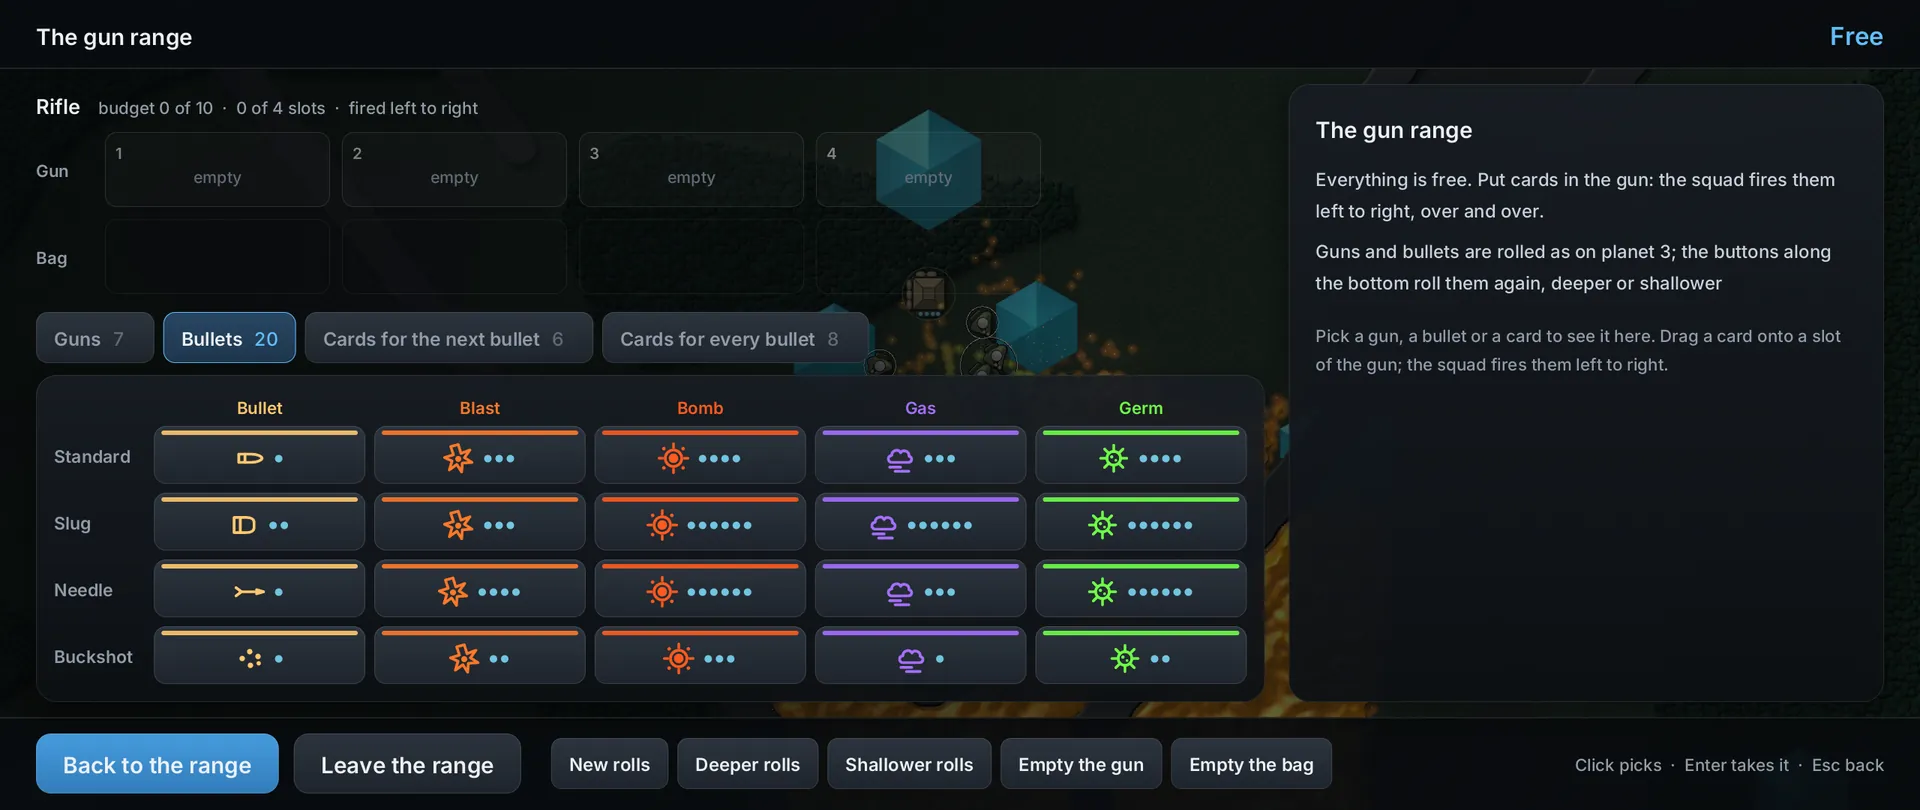 The gun range
Free
Rifle budget 0 of 10 · 0 of 4 slots · fired left to right
Gun
1
empty
2
empty
3
empty
4
empty
Bag
Guns 7
Bullets 20
Cards for the next bullet 6
Cards for every bullet 8
Bullet Blast Bomb Gas Germ
Standard
Slug
Needle
Buckshot
The gun range
Everything is free. Put cards in the gun: the squad fires them
left to right, over and over.
Guns and bullets are rolled as on planet 3; the buttons along
the bottom roll them again, deeper or shallower
Pick a gun, a bullet or a card to see it here. Drag a card onto a slot
of the gun; the squad fires them left to right.
Back to the range
Leave the range
New rolls
Deeper rolls
Shallower rolls
Empty the gun
Empty the bag
Click picks · Enter takes it · Esc back